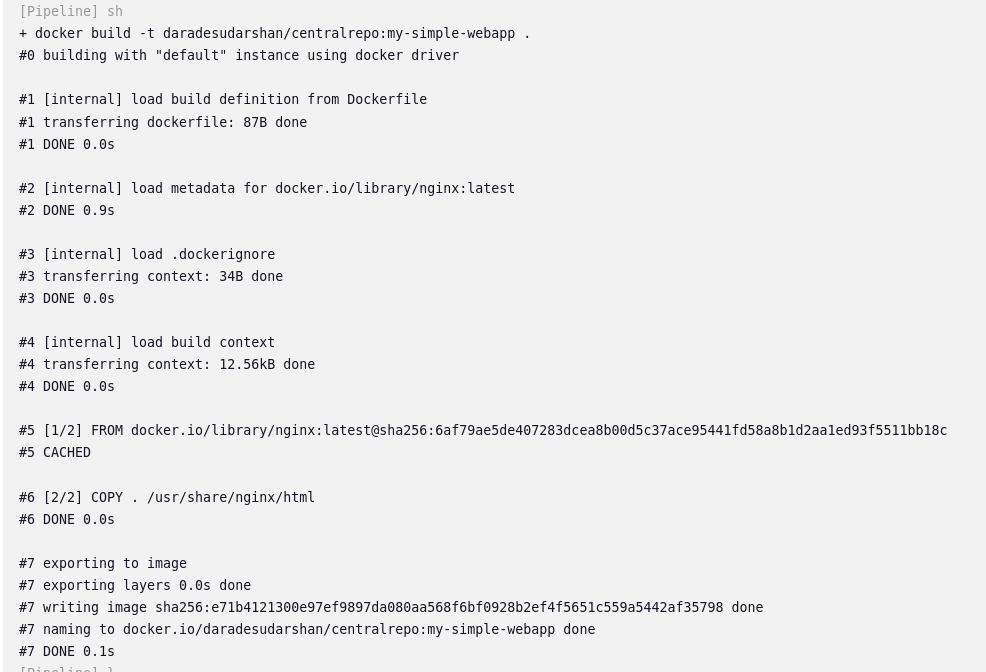 [Pipeline] sh
+ docker build -t daradesudarshan/centralrepo:my-simple-webapp .
#0 building with "default" instance using docker driver
#1 [internal] load build definition from Dockerfile
#1 transferring dockerfile: 87B done
#1 DONE 0.0s
#2 [internal] load metadata for docker.io/library/nginx:latest
#2 DONE 0.9s
#3 [internal] load .dockerignore
#3 transferring context: 34B done
#3 DONE 0.0s
#4 [internal] load build context
#4 transferring context: 12.56kB done
#4 DONE 0.0s
#5 [1/2] FROM docker.io/library/nginx:latest@sha256:6af79ae5de407283dcea8b00d5c37ace95441fd58a8b1d2aa1ed93f5511bb18c
#5 CACHED
#6 [2/2] COPY . /usr/share/nginx/html
#6 DONE 0.0s
#7 exporting to image
#7 exporting layers 0.0s done
#7 writing image sha256:e71b4121300e97ef9897da080aa568f6bf0928b2ef4f5651c559a5442af35798 done
#7 naming to docker.io/daradesudarshan/centralrepo:my-simple-webapp done
#7 DONE 0.1s
[Pipeline] }